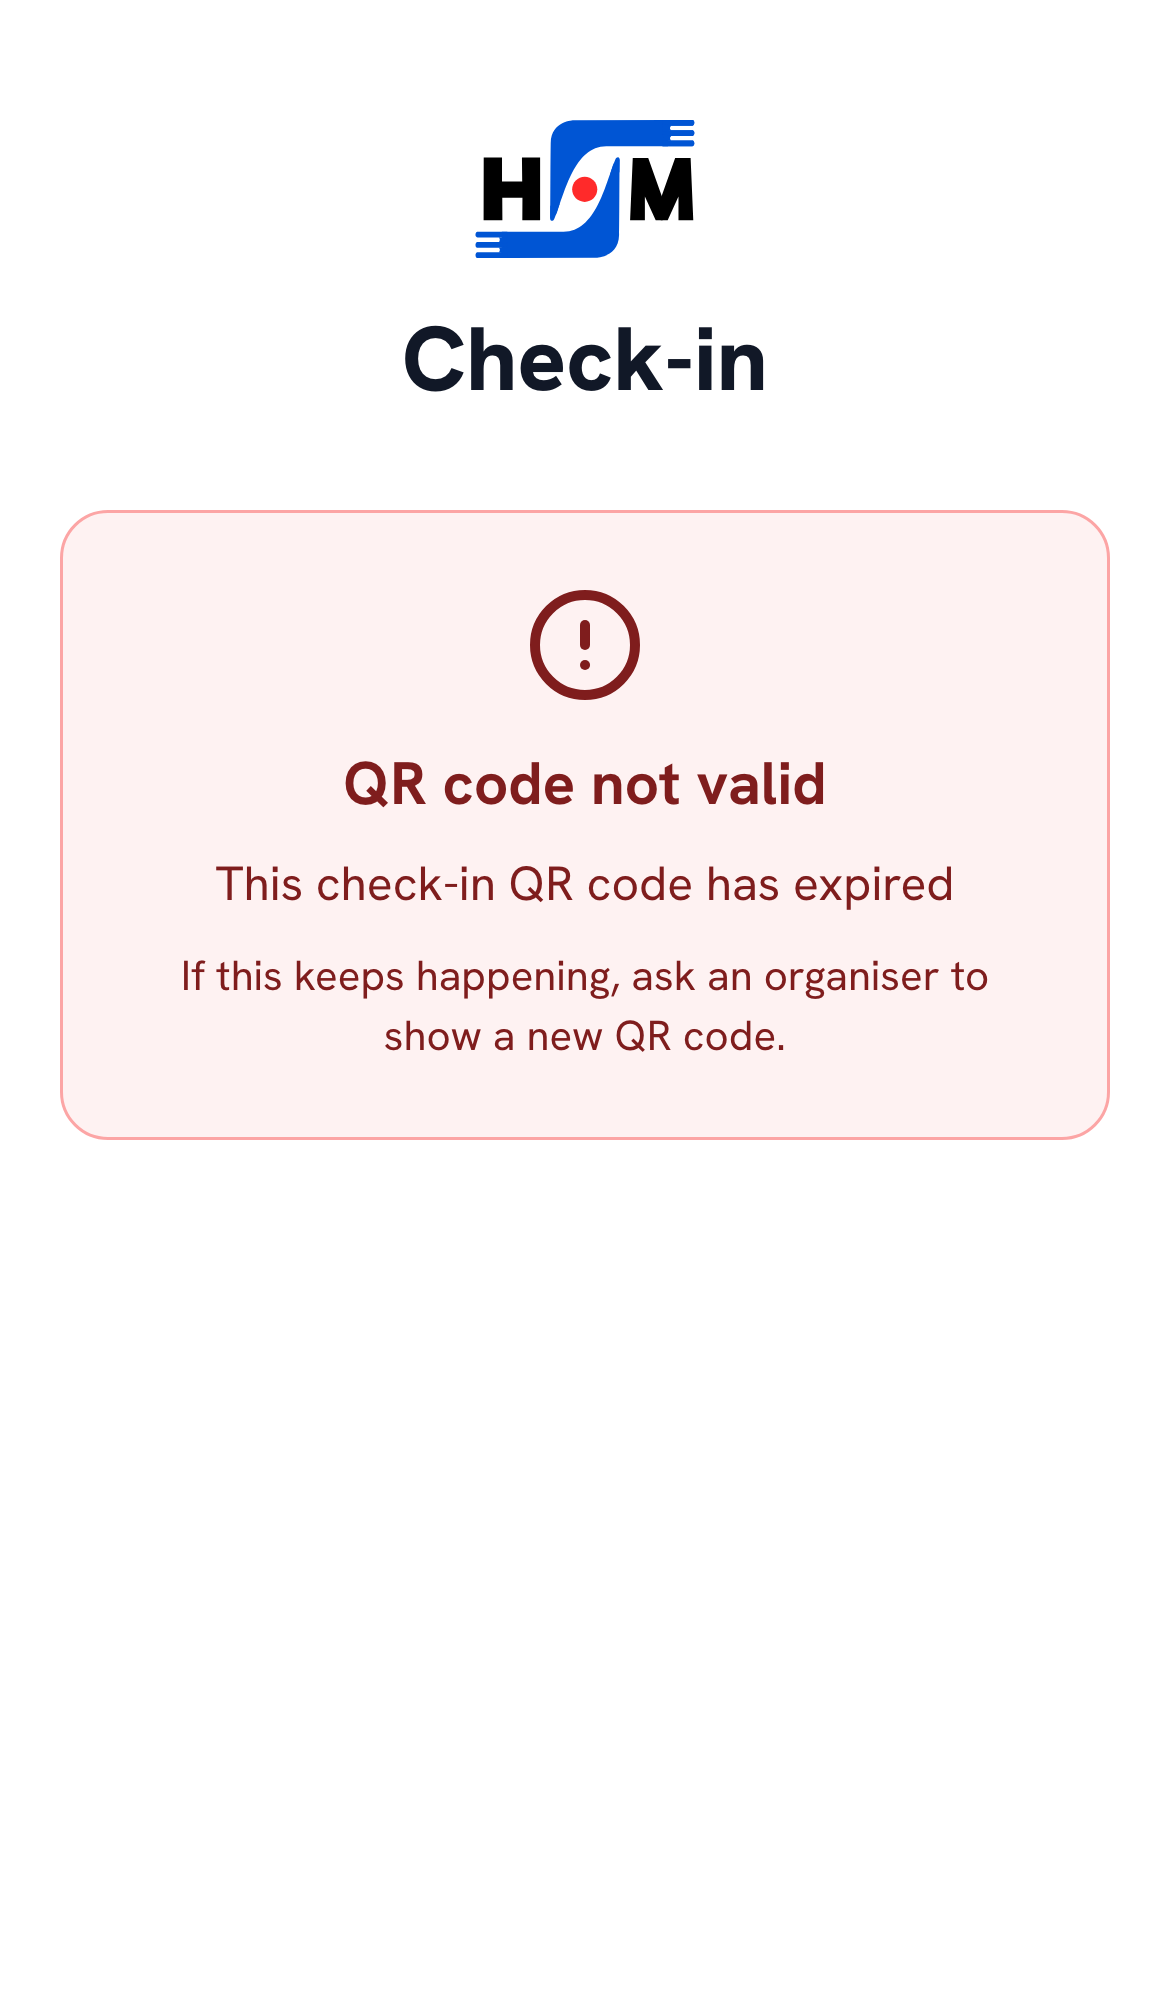 HSM
Check-in
QR code not valid
This check-in QR code has expired
If this keeps happening, ask an organiser to
show a new QR code.